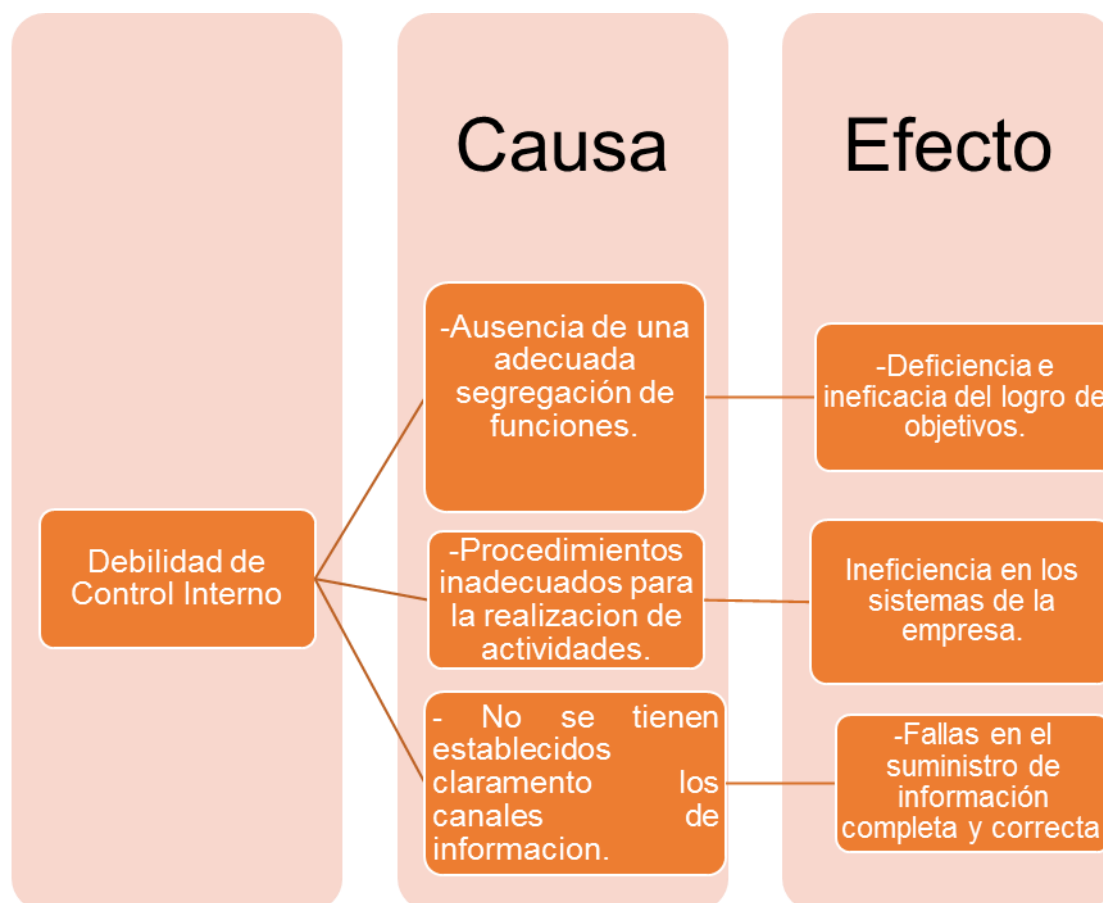 Causa
Efecto
Debilidad de
Control Interno
-Ausencia de una
adecuada
segregación de
funciones.
-Deficiencia e
ineficacia del logro de
objetivos.
-Procedimientos
inadecuados para
la realizacion de
actividades.
Ineficiencia en los
sistemas de la
empresa.
- No se tienen
establecidos
claramento los
canales de
informacion.
-Fallas en el
suministro de
información
completa y correcta